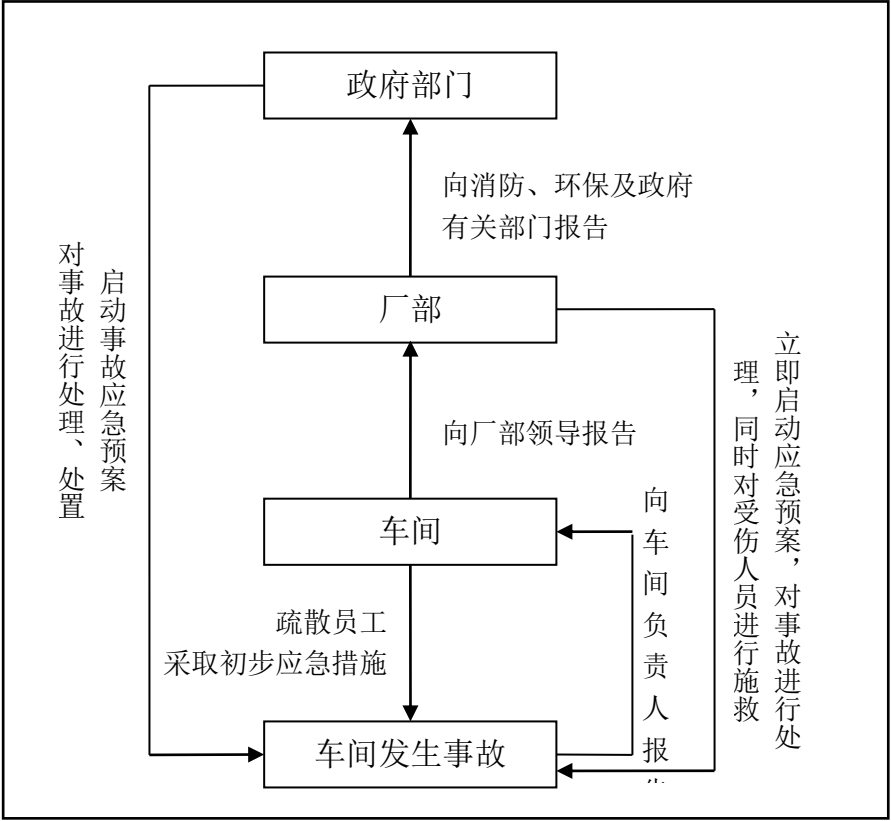 政府部门
向消防、环保及政府
有关部门报告
启动事故应急预案
对事故进行处理、处置
厂部
立即启动应急预案，对事故进行处
理，同时对受伤人员进行施救
向厂部领导报告
车间
向车间负责人报
疏散员工
采取初步应急措施
车间发生事故